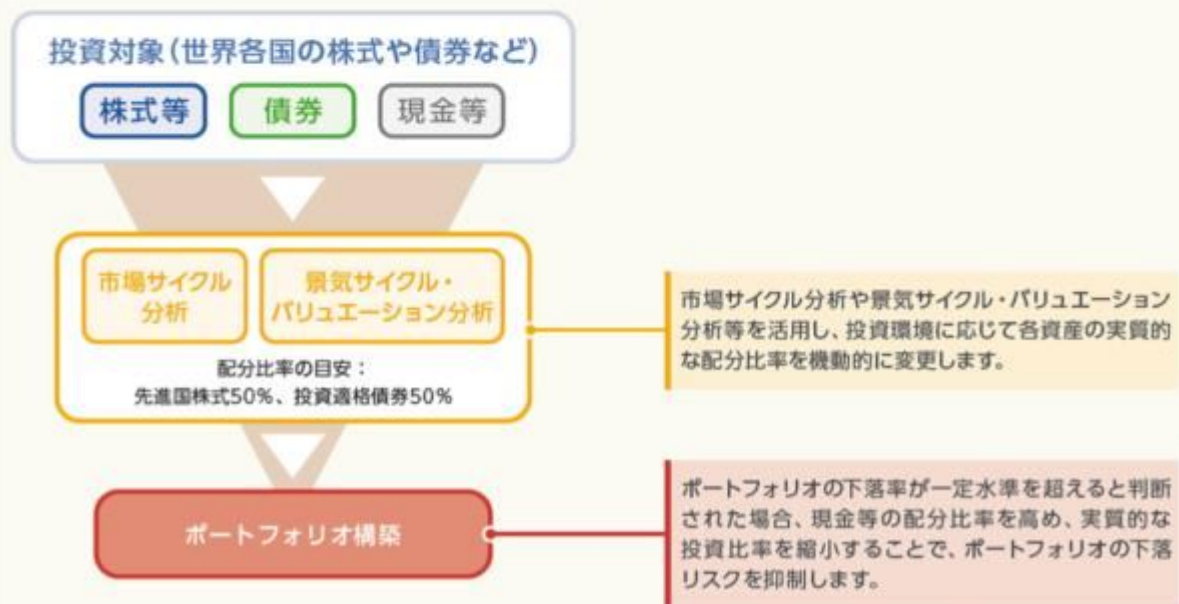 投資対象(世界各国の株式や債券など)
株式等 債券 現金等
市場サイクル
分析
景気サイクル・
バリュエーション分析
配分比率の目安：
先進国株式50%、投資適格債券50%
市場サイクル分析や景気サイクル・バリュエーション
分析等を活用し、投資環境に応じて各資産の実質的
な配分比率を機動的に変更します。
ポートフォリオ構築
ポートフォリオの下落率が一定水準を超えると判断
された場合、現金等の配分比率を高め、実質的な
投資比率を縮小することで、ポートフォリオの下落
リスクを抑制します。